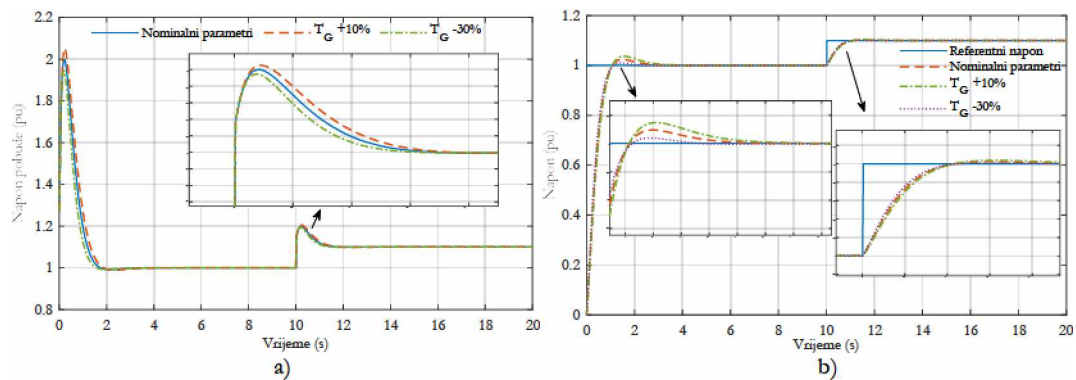 Nominalni parametri
T_G +10%
T_G -30%
Napon pobude (pu)
2
1.8
1.6
1.4
1.2
1
0.8
0 2 4 6 8 10 12 14 16 18 20
Vrijeme (s)
a)
Referentni napon
Nominalni parametri
T_G +10%
T_G -30%
Napon (pu)
1.2
1
0.8
0.6
0.4
0.2
0
0 2 4 6 8 10 12 14 16 18 20
Vrijeme (s)
b)